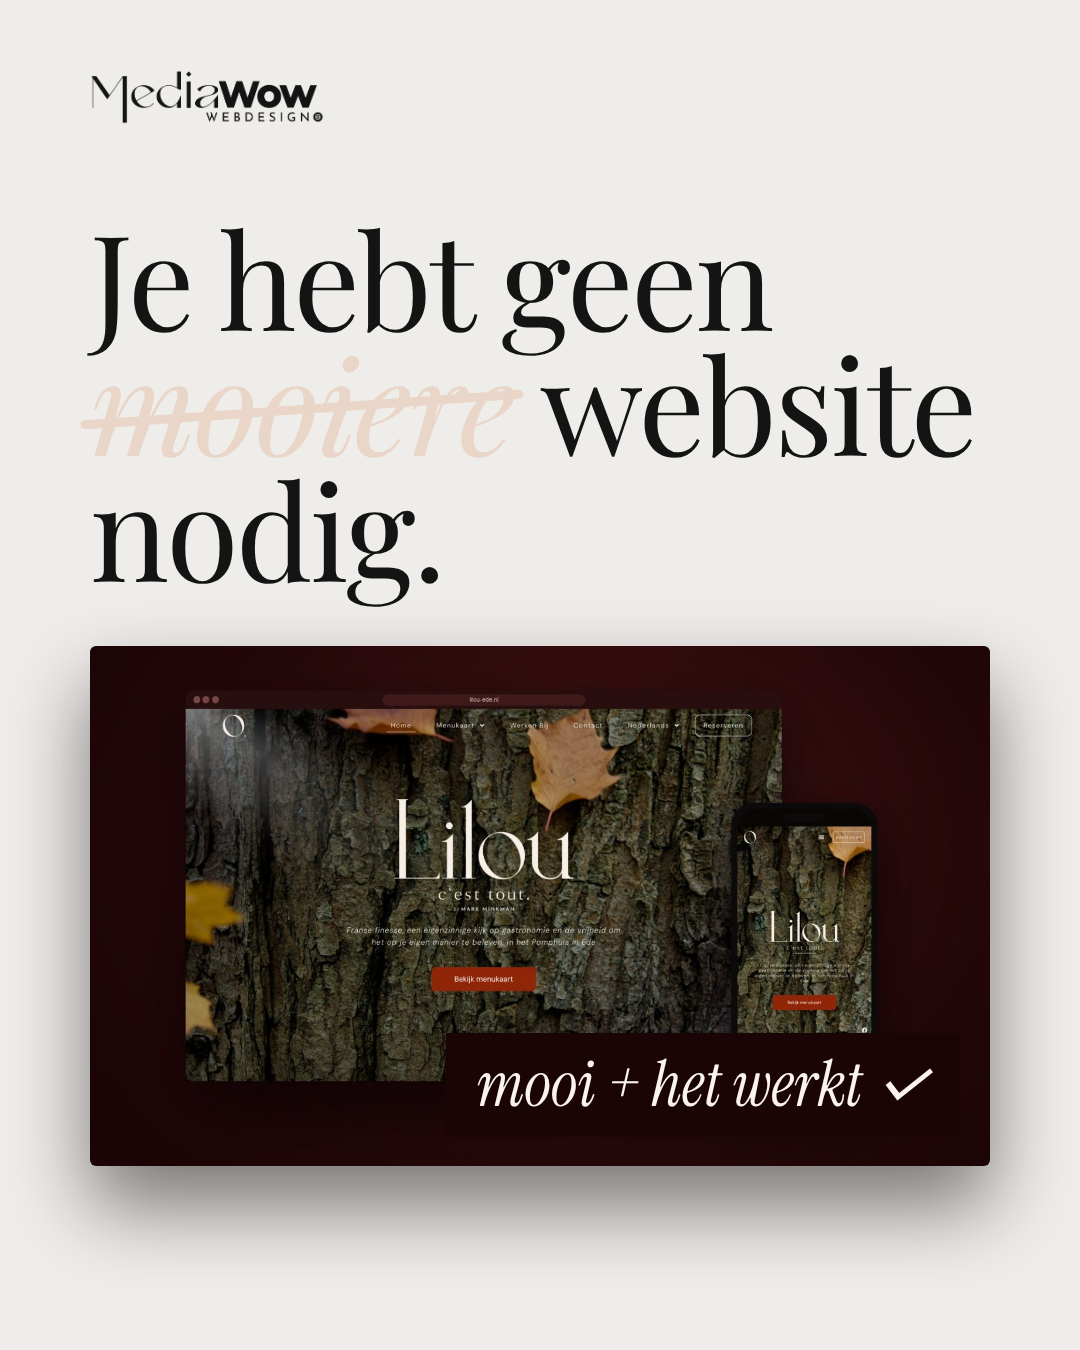 MediaWow
WEBDESIGN
Je hebt geen
mooiere website
nodig.
lilou-ede.nl
Home Menukaart Werken Bij Contact Nederlands Reserveren
Lilou
c'est tout.
by MARK MINKMAN
Franse finesse, een eigenzinnige kijk op gastronomie en de vrijheid om
het op je eigen manier te beleven, in het Pomphuis in Ede
Bekijk menukaart
Lilou
c'est tout.
Bekijk menukaart
mooi + het werkt